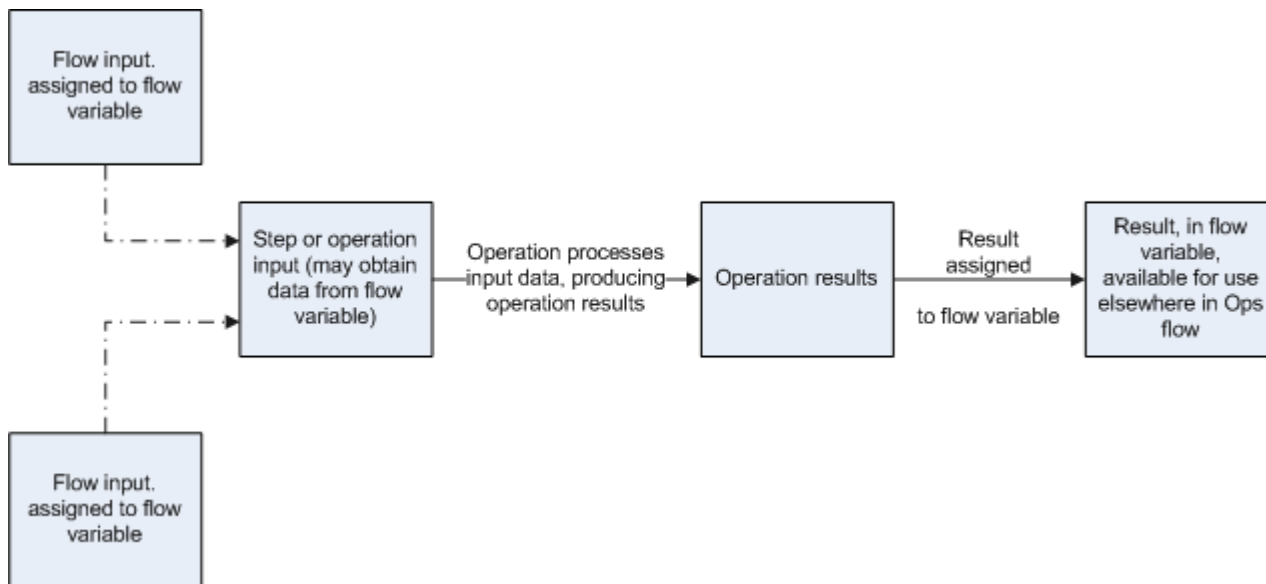 Flow input.
assigned to flow
variable
Step or operation
input (may obtain
data from flow
variable)
Operation processes
input data, producing
operation results
Operation results
Result
assigned
to flow variable
Result, in flow
variable,
available for use
elsewhere in Ops
flow
Flow input.
assigned to flow
variable